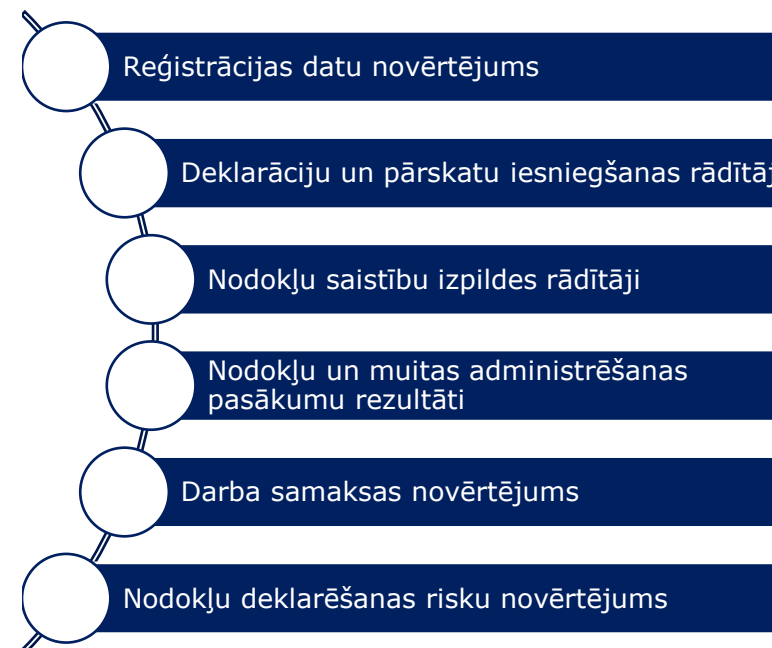 Reģistrācijas datu novērtējums
Deklarāciju un pārskatu iesniegšanas rādītāj
Nodokļu saistību izpildes rādītāji
Nodokļu un muitas administrēšanas
pasākumu rezultāti
Darba samaksas novērtējums
Nodokļu deklarēšanas risku novērtējums